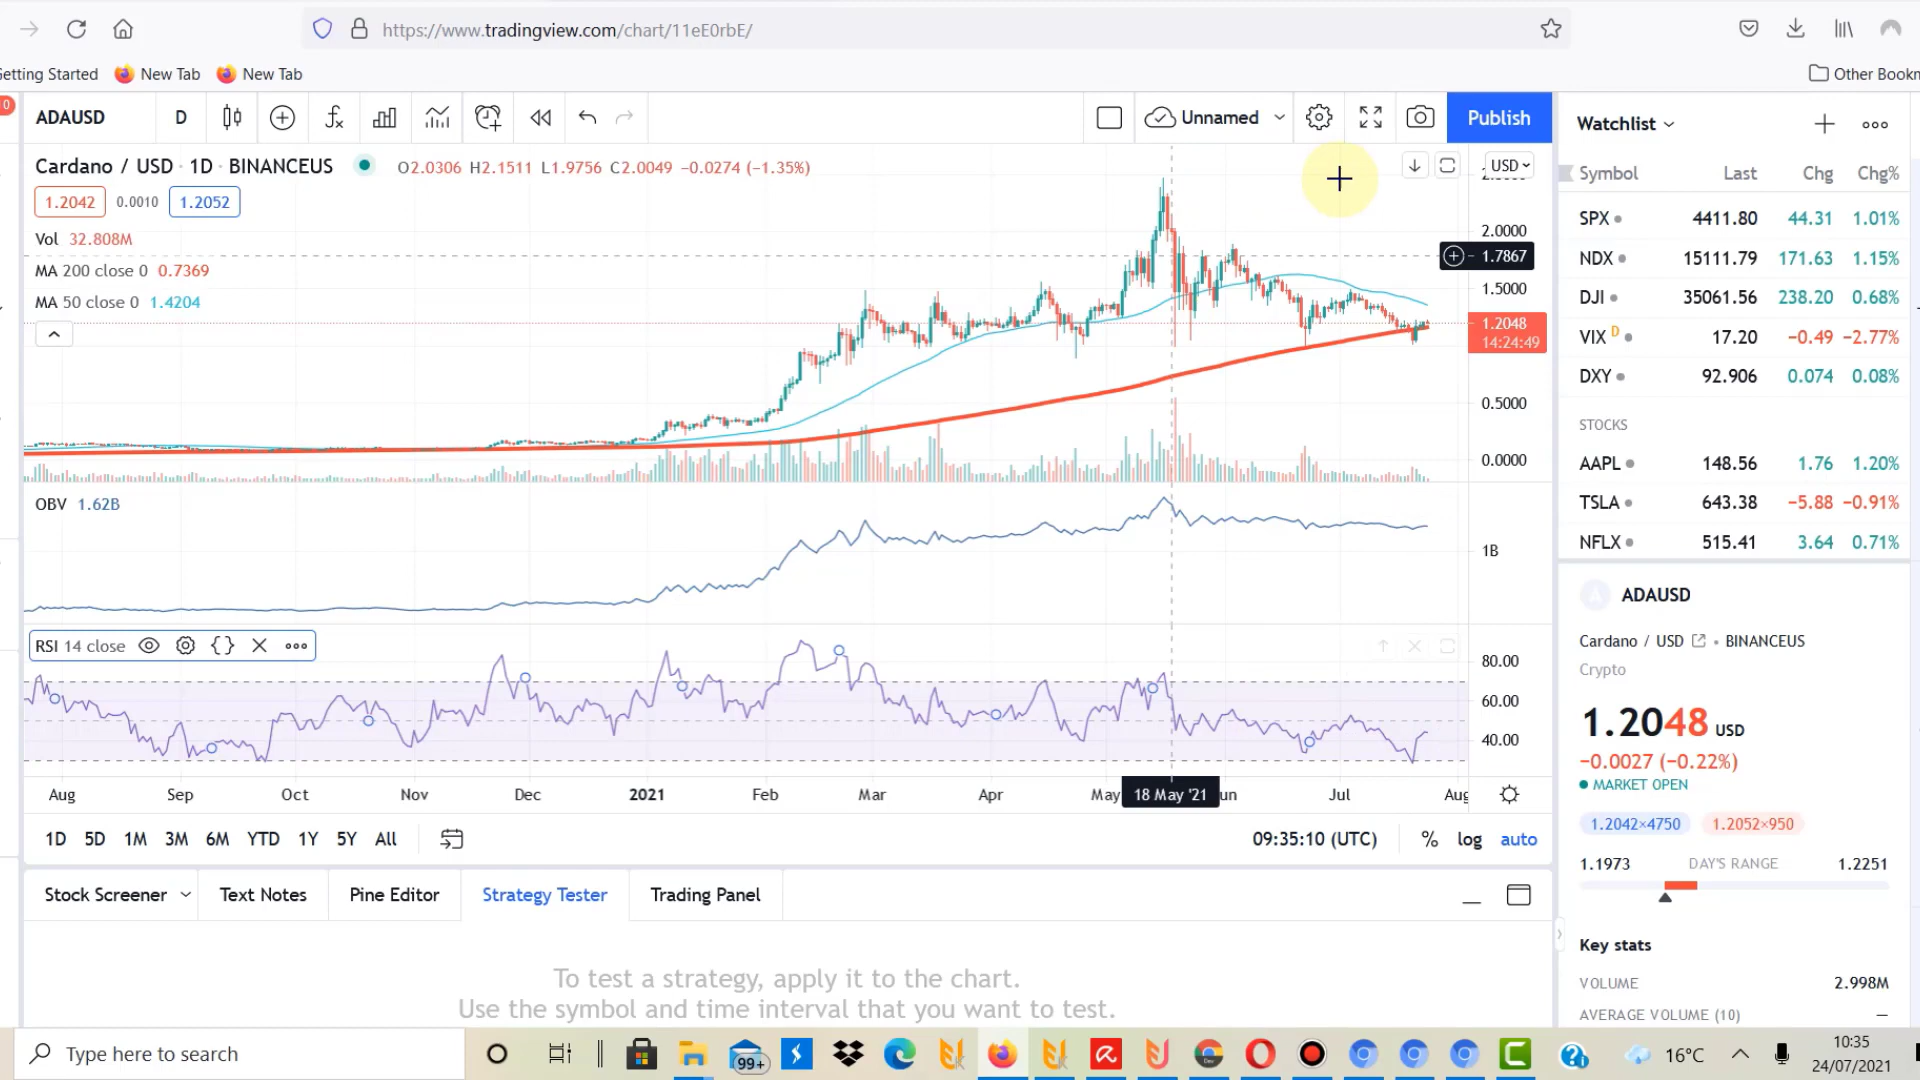 https://www.tradingview.com/chart/11eE0rbE/
Getting Started New Tab New Tab Other Bookm
0
ADAUSD D Unnamed Publish
Cardano / USD · 1D · BINANCEUS O2.0306 H2.1511 L1.9756 C2.0049 −0.0274 (−1.35%)
1.2042 0.0010 1.2052
Vol 32.808M
MA 200 close 0 0.7369
MA 50 close 0 1.4204
USD
2.0000
1.7867
1.5000
1.2048
14:24:49
0.5000
0.0000
OBV 1.62B
1B
RSI 14 close
80.00
60.00
40.00
Aug Sep Oct Nov Dec 2021 Feb Mar Apr May 18 May '21 un Jul Aug
1D 5D 1M 3M 6M YTD 1Y 5Y All 09:35:10 (UTC) % log auto
Stock Screener Text Notes Pine Editor Strategy Tester Trading Panel
To test a strategy, apply it to the chart.
Use the symbol and time interval that you want to test.
Watchlist
Symbol Last Chg Chg%
SPX 4411.80 44.31 1.01%
NDX 15111.79 171.63 1.15%
DJI 35061.56 238.20 0.68%
VIX D 17.20 −0.49 −2.77%
DXY 92.906 0.074 0.08%
STOCKS
AAPL 148.56 1.76 1.20%
TSLA 643.38 −5.88 −0.91%
NFLX 515.41 3.64 0.71%
ADAUSD
Cardano / USD • BINANCEUS
Crypto
1.2048 USD
−0.0027 (−0.22%)
MARKET OPEN
1.2042×4750 1.2052×950
1.1973 DAY'S RANGE 1.2251
Key stats
VOLUME 2.998M
AVERAGE VOLUME (10) —
Type here to search 99+ 16°C 10:35
24/07/2021